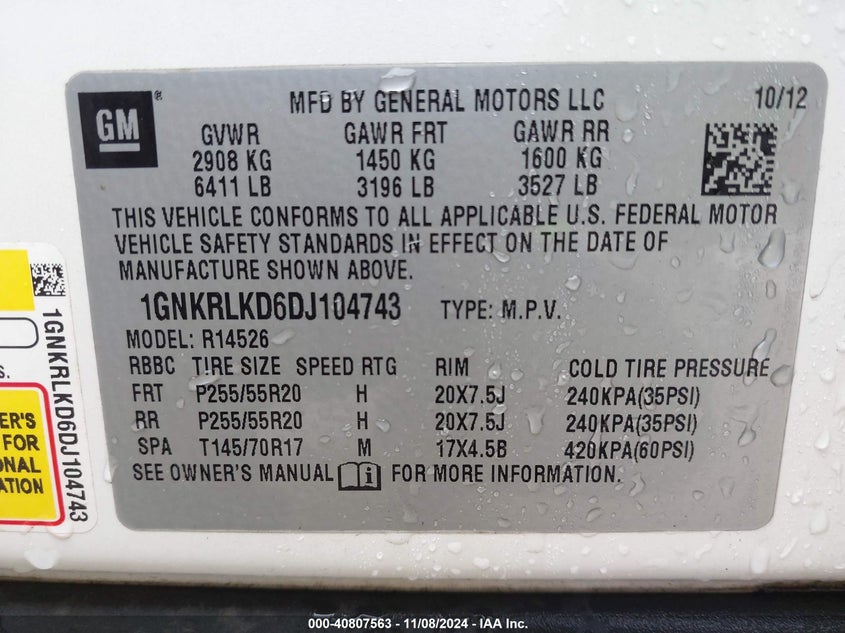 GM®
MFD BY GENERAL MOTORS LLC 10/12
GVWR GAWR FRT GAWR RR
2908 KG 1450 KG 1600 KG
6411 LB 3196 LB 3527 LB
THIS VEHICLE CONFORMS TO ALL APPLICABLE U.S. FEDERAL MOTOR
VEHICLE SAFETY STANDARDS IN EFFECT ON THE DATE OF
MANUFACTURE SHOWN ABOVE.
1GNKRLKD6DJ104743 TYPE: M.P.V.
MODEL: R14526
RBBC TIRE SIZE SPEED RTG RIM COLD TIRE PRESSURE
FRT P255/55R20 H 20X7.5J 240KPA(35PSI)
RR P255/55R20 H 20X7.5J 240KPA(35PSI)
SPA T145/70R17 M 17X4.5B 420KPA(60PSI)
SEE OWNER'S MANUAL FOR MORE INFORMATION.
1GNKRLKD6DJ104743
S.
ER'S
FOR
ONAL
ATION
000-40807563 - 11/08/2024 - IAA Inc.